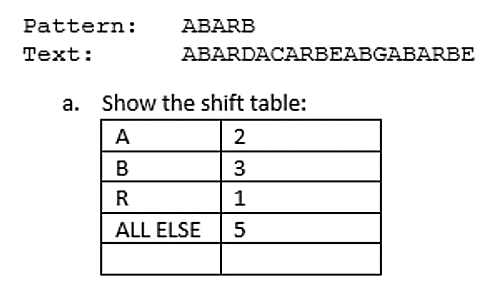 Pattern: ABARB
Text: ABARDACARBEABGABARBE
a. Show the shift table:
A 2
B 3
R 1
ALL ELSE 5